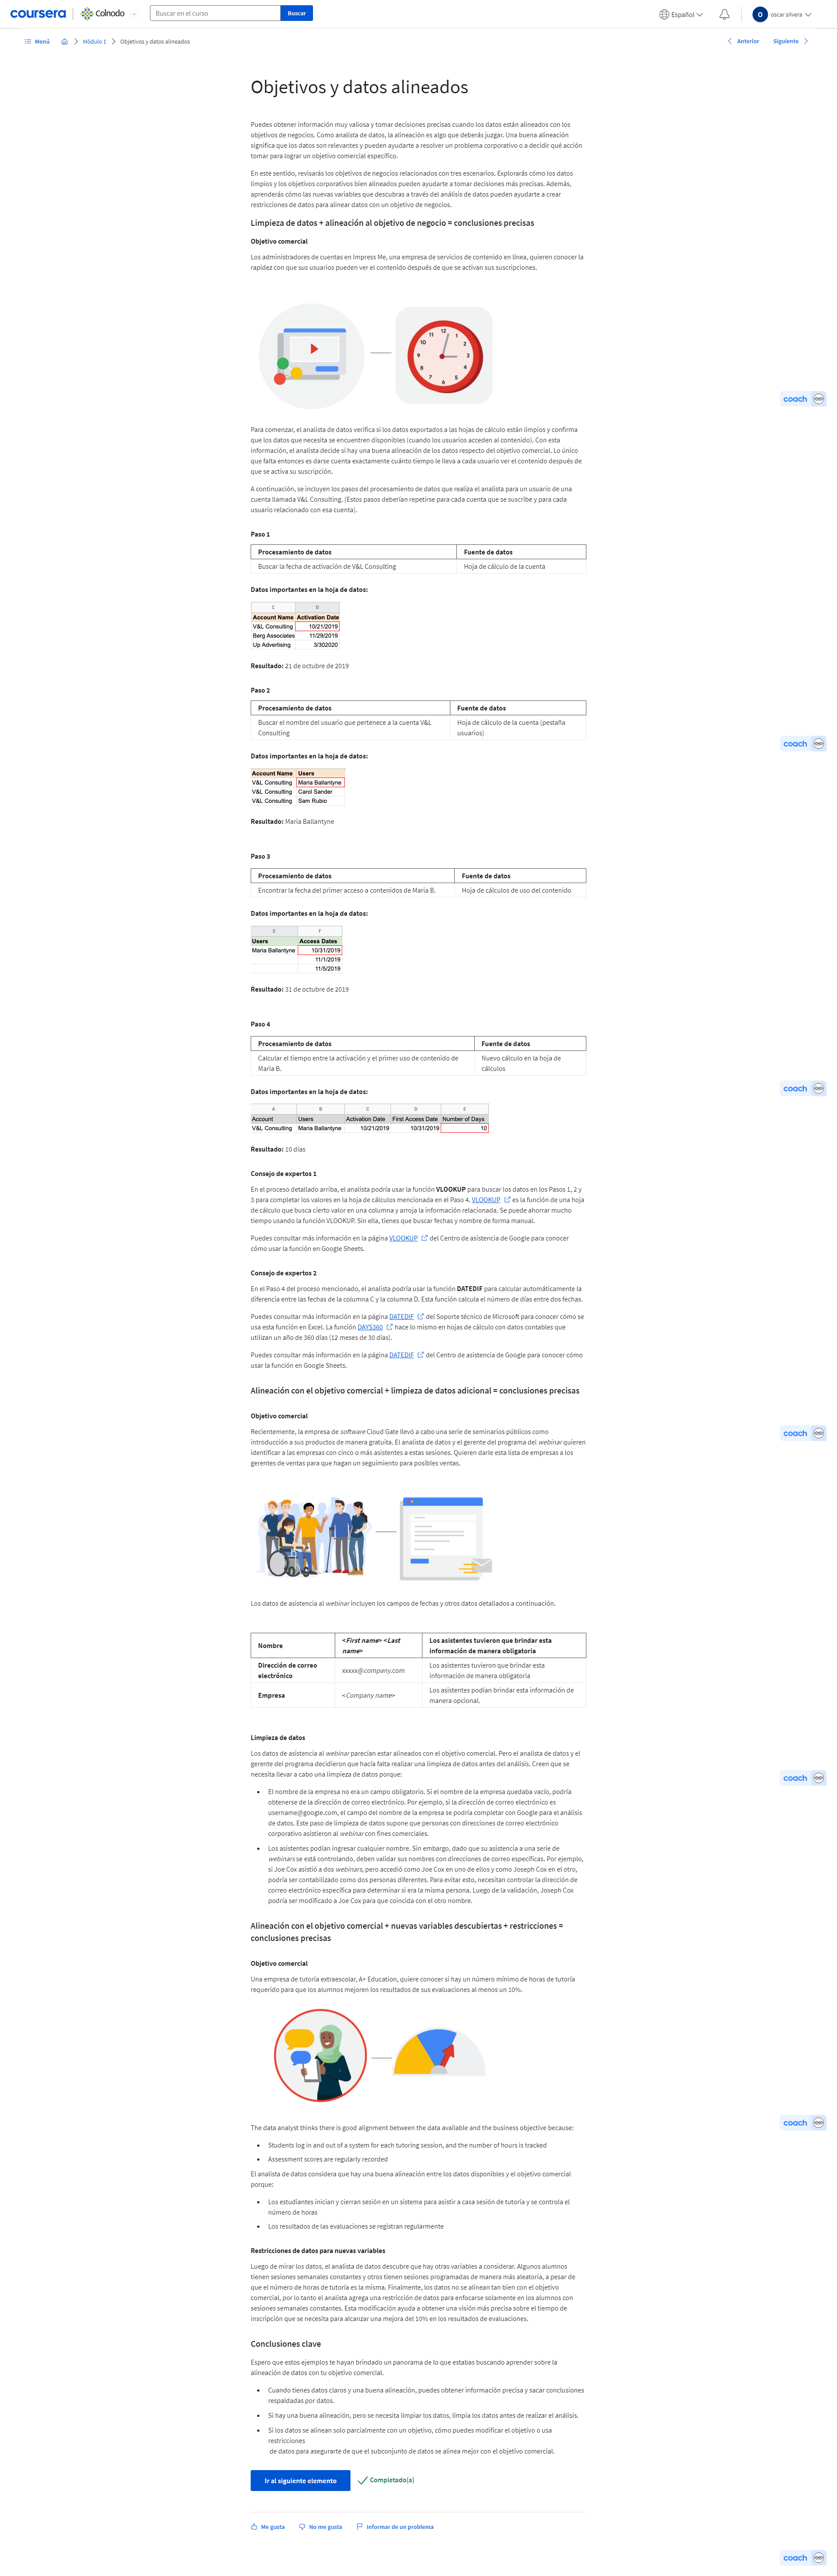 coursera
Colnodo
Buscar en el curso
Buscar
Español
O
oscar silvera
Menú
Módulo 1
Objetivos y datos alineados
Anterior
Siguiente
Objetivos y datos alineados
Puedes obtener información muy valiosa y tomar decisiones precisas cuando los datos están alineados con los
objetivos de negocios. Como analista de datos, la alineación es algo que deberás juzgar. Una buena alineación
significa que los datos son relevantes y pueden ayudarte a resolver un problema corporativo o a decidir qué acción
tomar para lograr un objetivo comercial específico.
En este sentido, revisarás los objetivos de negocios relacionados con tres escenarios. Explorarás cómo los datos
limpios y los objetivos corporativos bien alineados pueden ayudarte a tomar decisiones más precisas. Además,
aprenderás cómo las nuevas variables que descubras a través del análisis de datos pueden ayudarte a crear
restricciones de datos para alinear datos con un objetivo de negocios.
Limpieza de datos + alineación al objetivo de negocio = conclusiones precisas
Objetivo comercial
Los administradores de cuentas en Impress Me, una empresa de servicios de contenido en línea, quieren conocer la
rapidez con que sus usuarios pueden ver el contenido después de que se activan sus suscripciones.
12
1
2
3
4
5
6
7
8
9
10
11
coach
Para comenzar, el analista de datos verifica si los datos exportados a las hojas de cálculo están limpios y confirma
que los datos que necesita se encuentren disponibles (cuando los usuarios acceden al contenido). Con esta
información, el analista decide si hay una buena alineación de los datos respecto del objetivo comercial. Lo único
que falta entonces es darse cuenta exactamente cuánto tiempo le lleva a cada usuario ver el contenido después de
que se activa su suscripción.
A continuación, se incluyen los pasos del procesamiento de datos que realiza el analista para un usuario de una
cuenta llamada V&L Consulting. (Estos pasos deberían repetirse para cada cuenta que se suscribe y para cada
usuario relacionado con esa cuenta).
Paso 1
Procesamiento de datos Fuente de datos
Buscar la fecha de activación de V&L Consulting Hoja de cálculo de la cuenta
Datos importantes en la hoja de datos:
C D
Account Name Activation Date
V&L Consulting 10/21/2019
Berg Associates 11/29/2019
Up Advertising 3/302020
Resultado: 21 de octubre de 2019
Paso 2
Procesamiento de datos Fuente de datos
Buscar el nombre del usuario que pertenece a la cuenta V&L Hoja de cálculo de la cuenta (pestaña
Consulting usuarios)
coach
Datos importantes en la hoja de datos:
Account Name Users
V&L Consulting Maria Ballantyne
V&L Consulting Carol Sander
V&L Consulting Sam Rubio
Resultado: María Ballantyne
Paso 3
Procesamiento de datos Fuente de datos
Encontrar la fecha del primer acceso a contenidos de María B. Hoja de cálculos de uso del contenido
Datos importantes en la hoja de datos:
E F
Users Access Dates
Maria Ballantyne 10/31/2019
11/1/2019
11/5/2019
Resultado: 31 de octubre de 2019
Paso 4
Procesamiento de datos Fuente de datos
Calcular el tiempo entre la activación y el primer uso de contenido de Nuevo cálculo en la hoja de
María B. cálculos
coach
Datos importantes en la hoja de datos:
A B C D E
Account Users Activation Date First Access Date Number of Days
V&L Consulting Maria Ballantyne 10/21/2019 10/31/2019 10
Resultado: 10 días
Consejo de expertos 1
En el proceso detallado arriba, el analista podría usar la función VLOOKUP para buscar los datos en los Pasos 1, 2 y
3 para completar los valores en la hoja de cálculos mencionada en el Paso 4. VLOOKUP es la función de una hoja
de cálculo que busca cierto valor en una columna y arroja la información relacionada. Se puede ahorrar mucho
tiempo usando la función VLOOKUP. Sin ella, tienes que buscar fechas y nombre de forma manual.
Puedes consultar más información en la página VLOOKUP del Centro de asistencia de Google para conocer
cómo usar la función en Google Sheets.
Consejo de expertos 2
En el Paso 4 del proceso mencionado, el analista podría usar la función DATEDIF para calcular automáticamente la
diferencia entre las fechas de la columna C y la columna D. Esta función calcula el número de días entre dos fechas.
Puedes consultar más información en la página DATEDIF del Soporte técnico de Microsoft para conocer cómo se
usa esta función en Excel. La función DAYS360 hace lo mismo en hojas de cálculo con datos contables que
utilizan un año de 360 días (12 meses de 30 días).
Puedes consultar más información en la página DATEDIF del Centro de asistencia de Google para conocer cómo
usar la función en Google Sheets.
Alineación con el objetivo comercial + limpieza de datos adicional = conclusiones precisas
Objetivo comercial
Recientemente, la empresa de software Cloud Gate llevó a cabo una serie de seminarios públicos como
introducción a sus productos de manera gratuita. El analista de datos y el gerente del programa del webinar quieren
identificar a las empresas con cinco o más asistentes a estas sesiones. Quieren darle esta lista de empresas a los
gerentes de ventas para que hagan un seguimiento para posibles ventas.
coach
Los datos de asistencia al webinar incluyen los campos de fechas y otros datos detallados a continuación.
Nombre <First name> <Last name> Los asistentes tuvieron que brindar esta información de manera obligatoria
Dirección de correo electrónico xxxxx@company.com Los asistentes tuvieron que brindar esta información de manera obligatoria
Empresa <Company name> Los asistentes podían brindar esta información de manera opcional.
Limpieza de datos
Los datos de asistencia al webinar parecían estar alineados con el objetivo comercial. Pero el analista de datos y el
gerente del programa decidieron que hacía falta realizar una limpieza de datos antes del análisis. Creen que se
necesita llevar a cabo una limpieza de datos porque:
coach
• El nombre de la empresa no era un campo obligatorio. Si el nombre de la empresa quedaba vacío, podría
obtenerse de la dirección de correo electrónico. Por ejemplo, si la dirección de correo electrónico es
username@google.com, el campo del nombre de la empresa se podría completar con Google para el análisis
de datos. Este paso de limpieza de datos supone que personas con direcciones de correo electrónico
corporativo asistieron al webinar con fines comerciales.
• Los asistentes podían ingresar cualquier nombre. Sin embargo, dado que su asistencia a una serie de
webinars se está controlando, deben validar sus nombres con direcciones de correo específicas. Por ejemplo,
si Joe Cox asistió a dos webinars, pero accedió como Joe Cox en uno de ellos y como Joseph Cox en el otro,
podría ser contabilizado como dos personas diferentes. Para evitar esto, necesitan controlar la dirección de
correo electrónico específica para determinar si era la misma persona. Luego de la validación, Joseph Cox
podría ser modificado a Joe Cox para que coincida con el otro nombre.
Alineación con el objetivo comercial + nuevas variables descubiertas + restricciones =
conclusiones precisas
Objetivo comercial
Una empresa de tutoría extraescolar, A+ Education, quiere conocer si hay un número mínimo de horas de tutoría
requerido para que los alumnos mejoren los resultados de sus evaluaciones al menos un 10%.
coach
The data analyst thinks there is good alignment between the data available and the business objective because:
• Students log in and out of a system for each tutoring session, and the number of hours is tracked
• Assessment scores are regularly recorded
El analista de datos considera que hay una buena alineación entre los datos disponibles y el objetivo comercial
porque:
• Los estudiantes inician y cierran sesión en un sistema para asistir a casa sesión de tutoría y se controla el
número de horas
• Los resultados de las evaluaciones se registran regularmente
Restricciones de datos para nuevas variables
Luego de mirar los datos, el analista de datos descubre que hay otras variables a considerar. Algunos alumnos
tienen sesiones semanales constantes y otros tienen sesiones programadas de manera más aleatoria, a pesar de
que el número de horas de tutoría es la misma. Finalmente, los datos no se alinean tan bien con el objetivo
comercial, por lo tanto el analista agrega una restricción de datos para enfocarse solamente en los alumnos con
sesiones semanales constantes. Esta modificación ayuda a obtener una visión más precisa sobre el tiempo de
inscripción que se necesita para alcanzar una mejora del 10% en los resultados de evaluaciones.
Conclusiones clave
Espero que estos ejemplos te hayan brindado un panorama de lo que estabas buscando aprender sobre la
alineación de datos con tu objetivo comercial.
• Cuando tienes datos claros y una buena alineación, puedes obtener información precisa y sacar conclusiones
respaldadas por datos.
• Si hay una buena alineación, pero se necesita limpiar los datos, limpia los datos antes de realizar el análisis.
• Si los datos se alinean solo parcialmente con un objetivo, cómo puedes modificar el objetivo o usa
restricciones
de datos para asegurarte de que el subconjunto de datos se alinea mejor con el objetivo comercial.
Ir al siguiente elemento
Completado(a)
Me gusta
No me gusta
Informar de un problema
coach